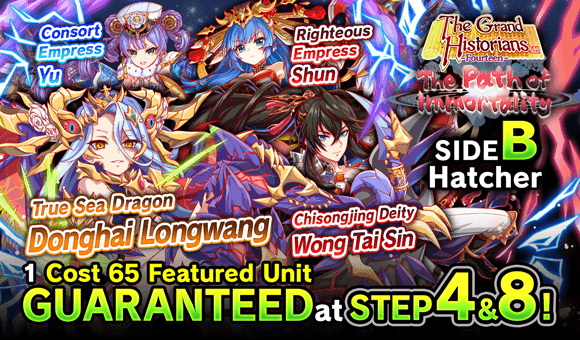 Consort
Empress
Yu
Righteous
Empress
Shun
The Grand
Historians
-Fourteen-
The Path of
Immortality
SIDE B
Hatcher
True Sea Dragon
Donghai Longwang
Chisongjing Deity
Wong Tai Sin
1 Cost 65 Featured Unit
GUARANTEED at STEP 4 & 8!